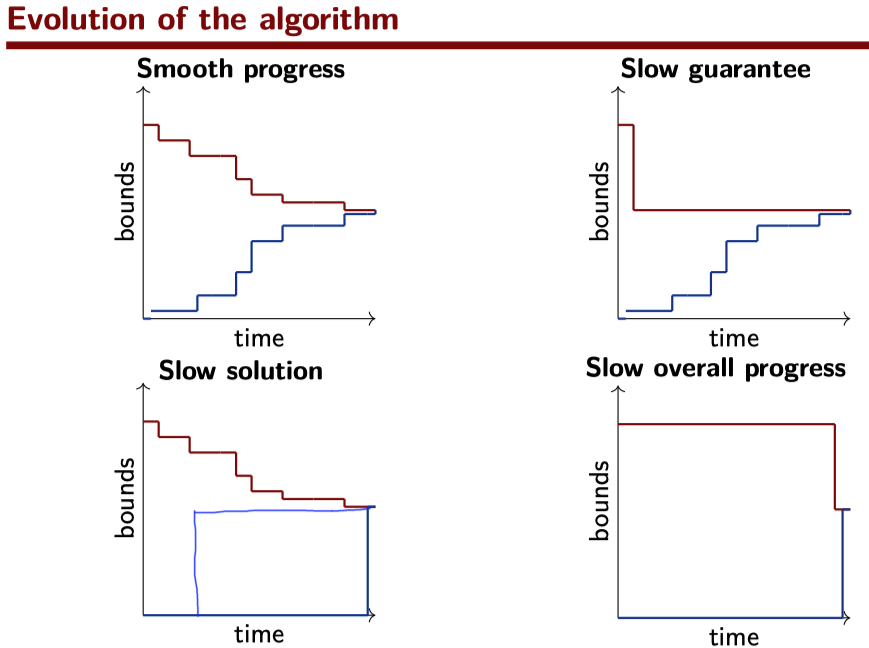 Evolution of the algorithm
Smooth progress
bounds
time
Slow guarantee
bounds
time
Slow solution
bounds
time
Slow overall progress
bounds
time